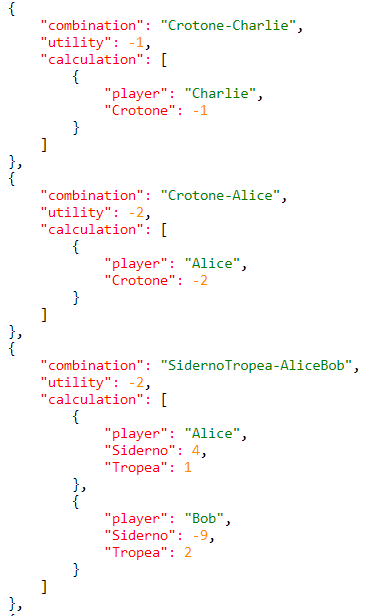 {
    "combination": "Crotone-Charlie",
    "utility": -1,
    "calculation": [
        {
            "player": "Charlie",
            "Crotone": -1
        }
    ]
},
{
    "combination": "Crotone-Alice",
    "utility": -2,
    "calculation": [
        {
            "player": "Alice",
            "Crotone": -2
        }
    ]
},
{
    "combination": "SidernoTropea-AliceBob",
    "utility": -2,
    "calculation": [
        {
            "player": "Alice",
            "Siderno": 4,
            "Tropea": 1
        },
        {
            "player": "Bob",
            "Siderno": -9,
            "Tropea": 2
        }
    ]
},